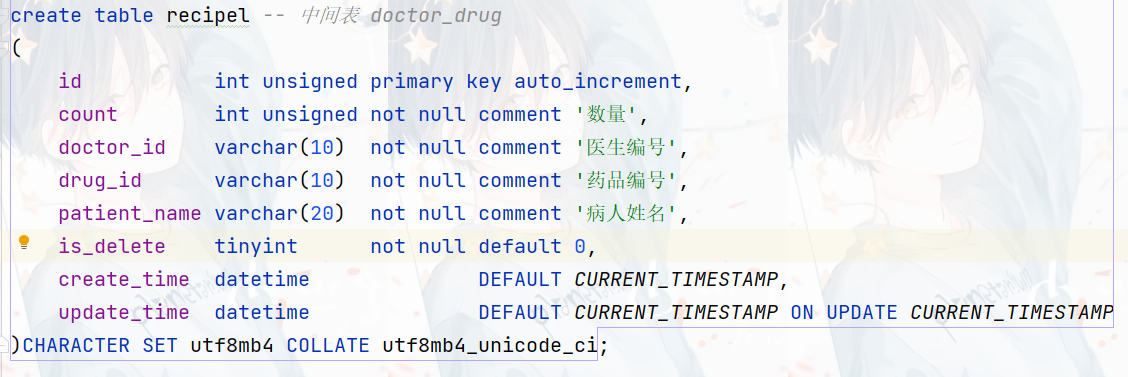 create table recipel -- 中间表 doctor_drug
(
    id           int unsigned primary key auto_increment,
    count        int unsigned not null comment '数量',
    doctor_id    varchar(10)  not null comment '医生编号',
    drug_id      varchar(10)  not null comment '药品编号',
    patient_name varchar(20)  not null comment '病人姓名',
    is_delete    tinyint      not null default 0,
    create_time  datetime              DEFAULT CURRENT_TIMESTAMP,
    update_time  datetime              DEFAULT CURRENT_TIMESTAMP ON UPDATE CURRENT_TIMESTAMP
)CHARACTER SET utf8mb4 COLLATE utf8mb4_unicode_ci;